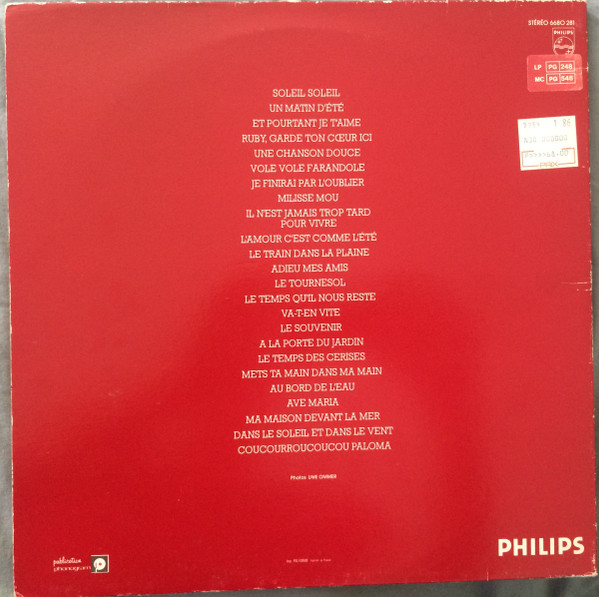 STÉRÉO 6680 281
PHILIPS
LP PG 248
MC PG 548
SOLEIL SOLEIL
UN MATIN D'ÉTÉ
ET POURTANT JE T'AIME
RUBY, GARDE TON CŒUR ICI
UNE CHANSON DOUCE
VOLE VOLE FARANDOLE
JE FINIRAI PAR L'OUBLIER
MILISSE MOU
IL N'EST JAMAIS TROP TARD
POUR VIVRE
L'AMOUR C'EST COMME L'ÉTÉ
LE TRAIN DANS LA PLAINE
ADIEU MES AMIS
LE TOURNESOL
LE TEMPS QU'IL NOUS RESTE
VA-T-EN VITE
LE SOUVENIR
A LA PORTE DU JARDIN
LE TEMPS DES CERISES
METS TA MAIN DANS MA MAIN
AU BORD DE L'EAU
AVE MARIA
MA MAISON DEVANT LA MER
DANS LE SOLEIL ET DANS LE VENT
COUCOURROUCOUCOU PALOMA
Photos UWE OMMER
publication
phonogram
PHILIPS